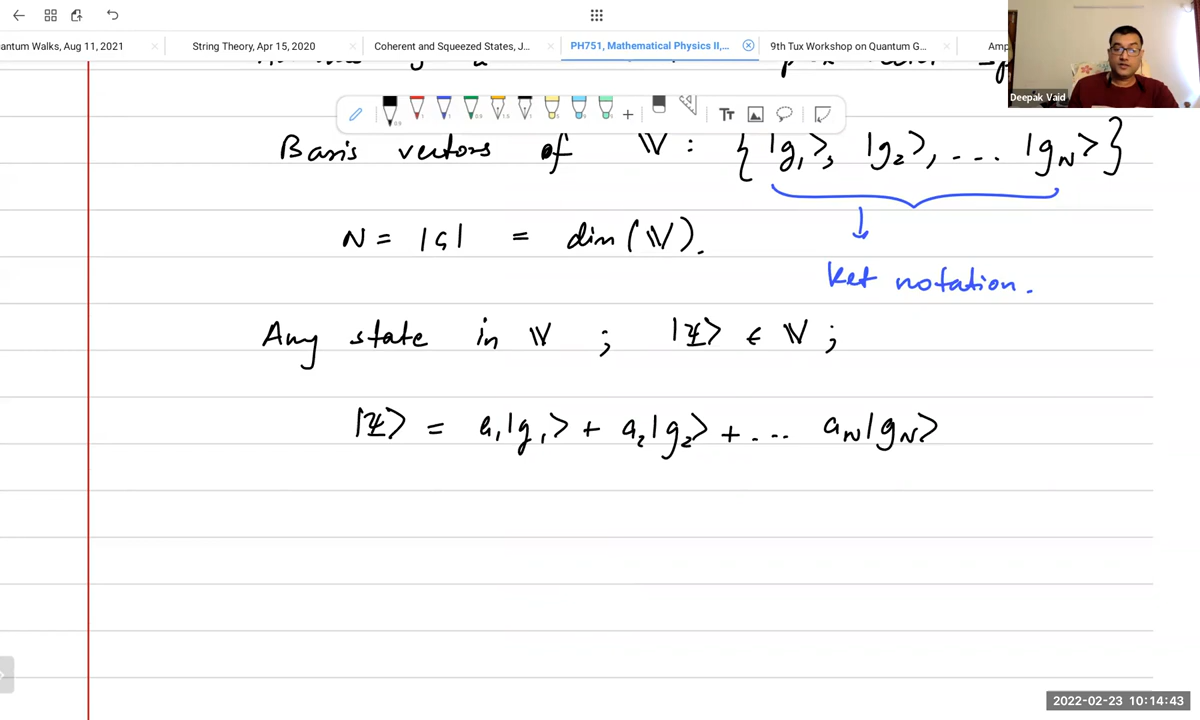 antum Walks, Aug 11, 2021 String Theory, Apr 15, 2020 Coherent and Squeezed States, J... PH751, Mathematical Physics II,... 9th Tux Workshop on Quantum G... Amp
Deepak Vaid
Basis vectors of 𝕍 : { |g₁>, |g₂>, .... |g_N> }
N = |G| = dim(𝕍).
Ket notation.
Any state in 𝕍 ; |Ψ> ∈ 𝕍 ;
|Ψ> = a₁|g₁> + a₂|g₂> + .... a_N|g_N>
2022-02-23 10:14:43